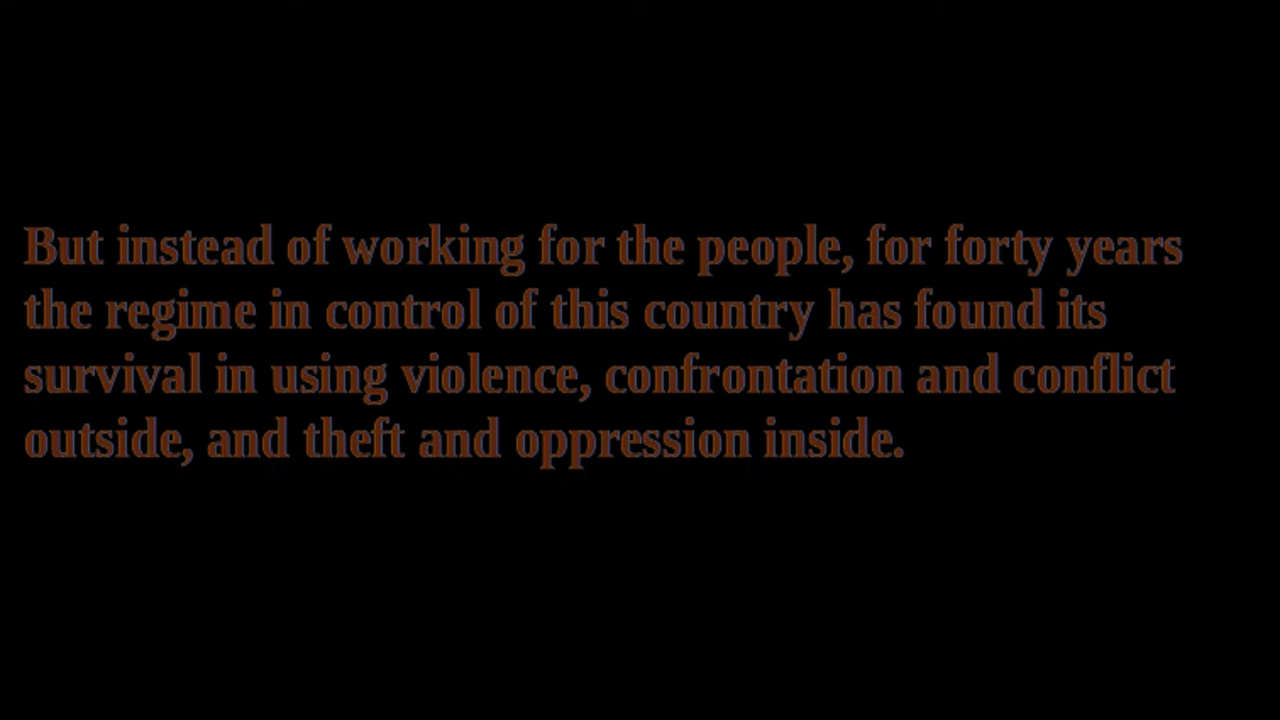 But instead of working for the people, for forty years
the regime in control of this country has found its
survival in using violence, confrontation and conflict
outside, and theft and oppression inside.